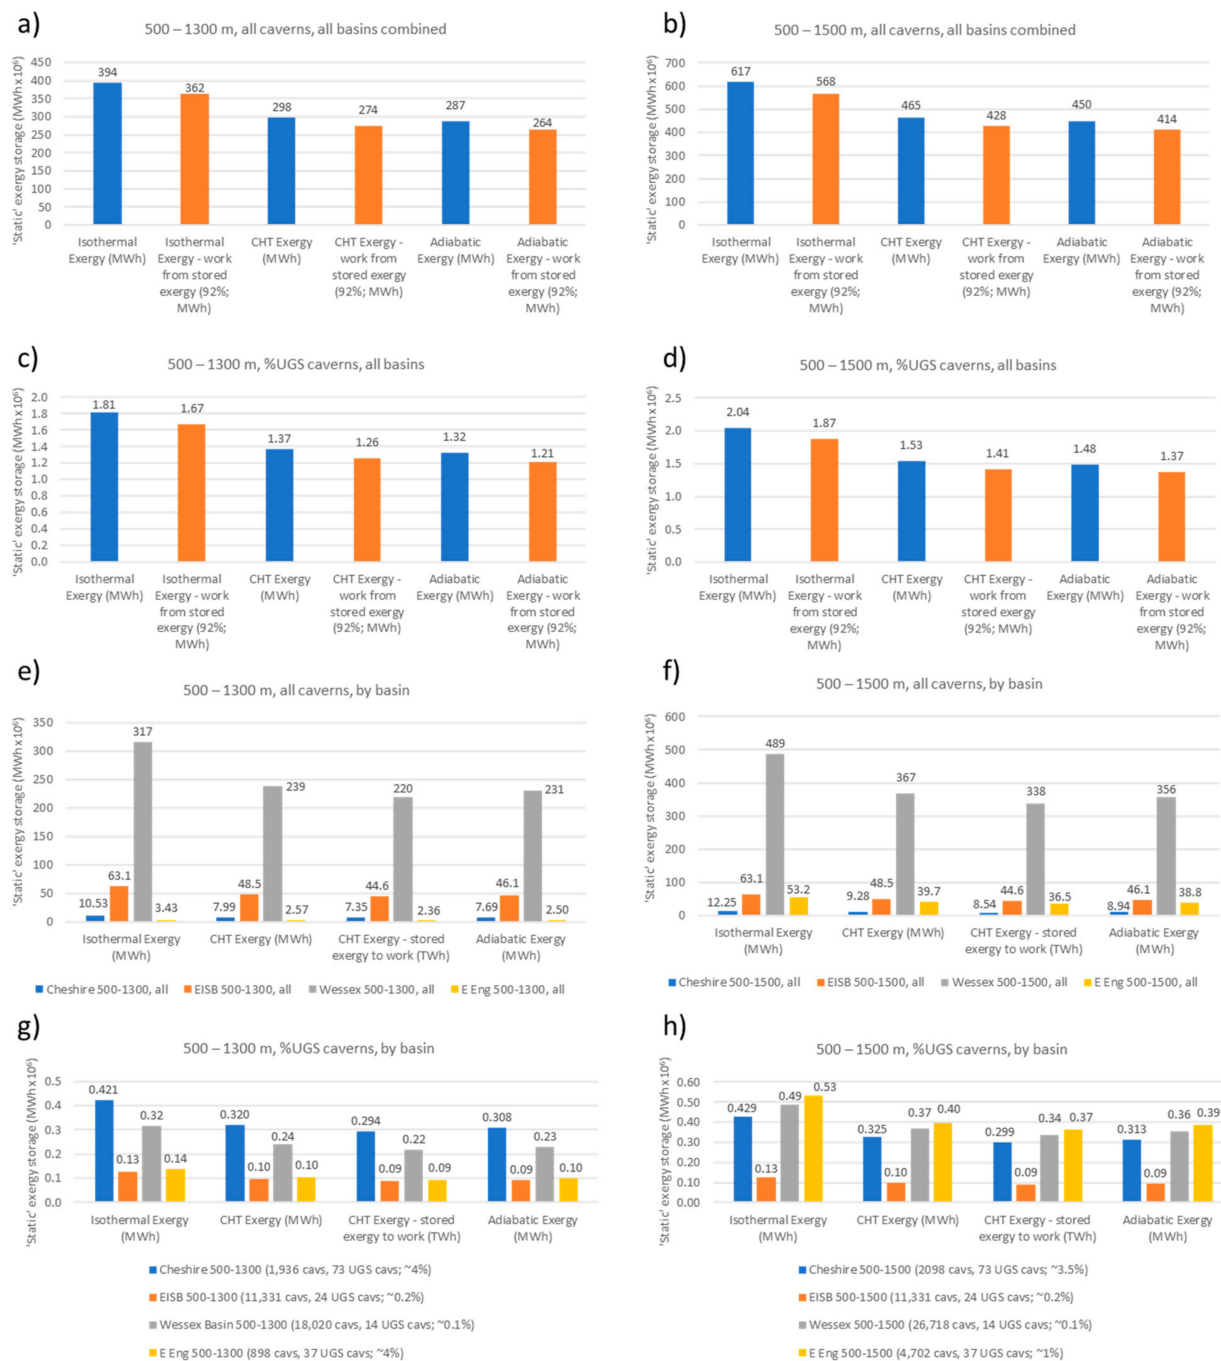 a)
500 – 1300 m, all caverns, all basins combined
'Static' exergy storage (MWh x10⁶)
450
400
350
300
250
200
150
100
50
0
394
362
298
274
287
264
Isothermal
Exergy (MWh)
Isothermal
Exergy - work
from stored
exergy (92%;
MWh)
CHT Exergy
(MWh)
CHT Exergy -
work from
stored exergy
(92%; MWh)
Adiabatic
Exergy (MWh)
Adiabatic
Exergy - work
from stored
exergy (92%;
MWh)
b)
500 – 1500 m, all caverns, all basins combined
'Static' exergy storage (MWh x10⁶)
700
600
500
400
300
200
100
0
617
568
465
428
450
414
Isothermal
Exergy (MWh)
Isothermal
Exergy - work
from stored
exergy (92%;
MWh)
CHT Exergy
(MWh)
CHT Exergy -
work from
stored exergy
(92%; MWh)
Adiabatic
Exergy (MWh)
Adiabatic
Exergy - work
from stored
exergy (92%;
MWh)
c)
500 – 1300 m, %UGS caverns, all basins
'Static' exergy storage (MWh x10⁶)
2.0
1.8
1.6
1.4
1.2
1.0
0.8
0.6
0.4
0.2
0.0
1.81
1.67
1.37
1.26
1.32
1.21
Isothermal
Exergy (MWh)
Isothermal
Exergy - work
from stored
exergy (92%;
MWh)
CHT Exergy
(MWh)
CHT Exergy -
work from
stored exergy
(92%; MWh)
Adiabatic
Exergy (MWh)
Adiabatic
Exergy - work
from stored
exergy (92%;
MWh)
d)
500 – 1500 m, %UGS caverns, all basins
'Static' exergy storage (MWh x10⁶)
2.5
2.0
1.5
1.0
0.5
0.0
2.04
1.87
1.53
1.41
1.48
1.37
Isothermal
Exergy (MWh)
Isothermal
Exergy - work
from stored
exergy (92%;
MWh)
CHT Exergy
(MWh)
CHT Exergy -
work from
stored exergy
(92%; MWh)
Adiabatic
Exergy (MWh)
Adiabatic
Exergy - work
from stored
exergy (92%;
MWh)
e)
500 – 1300 m, all caverns, by basin
'Static' exergy storage (MWh x10⁶)
350
300
250
200
150
100
50
0
10.53
63.1
317
3.43
7.99
48.5
239
2.57
7.35
44.6
220
2.36
7.69
46.1
231
2.50
Isothermal Exergy
(MWh)
CHT Exergy (MWh)
CHT Exergy - stored
exergy to work (TWh)
Adiabatic Exergy
(MWh)
Cheshire 500-1300, all
EISB 500-1300, all
Wessex 500-1300, all
E Eng 500-1300, all
f)
500 – 1500 m, all caverns, by basin
'Static' exergy storage (MWh x10⁶)
600
500
400
300
200
100
0
12.25
63.1
489
53.2
9.28
48.5
367
39.7
8.54
44.6
338
36.5
8.94
46.1
356
38.8
Isothermal Exergy
(MWh)
CHT Exergy (MWh)
CHT Exergy - stored
exergy to work (TWh)
Adiabatic Exergy
(MWh)
Cheshire 500-1500, all
EISB 500-1500, all
Wessex 500-1500, all
E Eng 500-1500, all
g)
500 – 1300 m, %UGS caverns, by basin
'Static' exergy storage (MWh x10⁶)
0.5
0.4
0.3
0.2
0.1
0.0
0.421
0.13
0.32
0.14
0.320
0.10
0.24
0.10
0.294
0.09
0.22
0.09
0.308
0.09
0.23
0.10
Isothermal Exergy
(MWh)
CHT Exergy (MWh)
CHT Exergy - stored
exergy to work (TWh)
Adiabatic Exergy
(MWh)
Cheshire 500-1300 (1,936 cavs, 73 UGS cavs; ~4%)
EISB 500-1300 (11,331 cavs, 24 UGS cavs; ~0.2%)
Wessex Basin 500-1300 (18,020 cavs, 14 UGS cavs; ~0.1%)
E Eng 500-1300 (898 cavs, 37 UGS cavs; ~4%)
h)
500 – 1500 m, %UGS caverns, by basin
'Static' exergy storage (MWh x10⁶)
0.60
0.50
0.40
0.30
0.20
0.10
0.00
0.429
0.13
0.49
0.53
0.325
0.10
0.37
0.40
0.299
0.09
0.34
0.37
0.313
0.09
0.36
0.39
Isothermal Exergy
(MWh)
CHT Exergy (MWh)
CHT Exergy - stored
exergy to work (TWh)
Adiabatic Exergy
(MWh)
Cheshire 500-1500 (2098 cavs, 73 UGS cavs; ~3.5%)
EISB 500-1500 (11,331 cavs, 24 UGS cavs; ~0.2%)
Wessex 500-1500 (26,718 cavs, 14 UGS cavs; ~0.1%)
E Eng 500-1500 (4,702 cavs, 37 UGS cavs; ~1%)